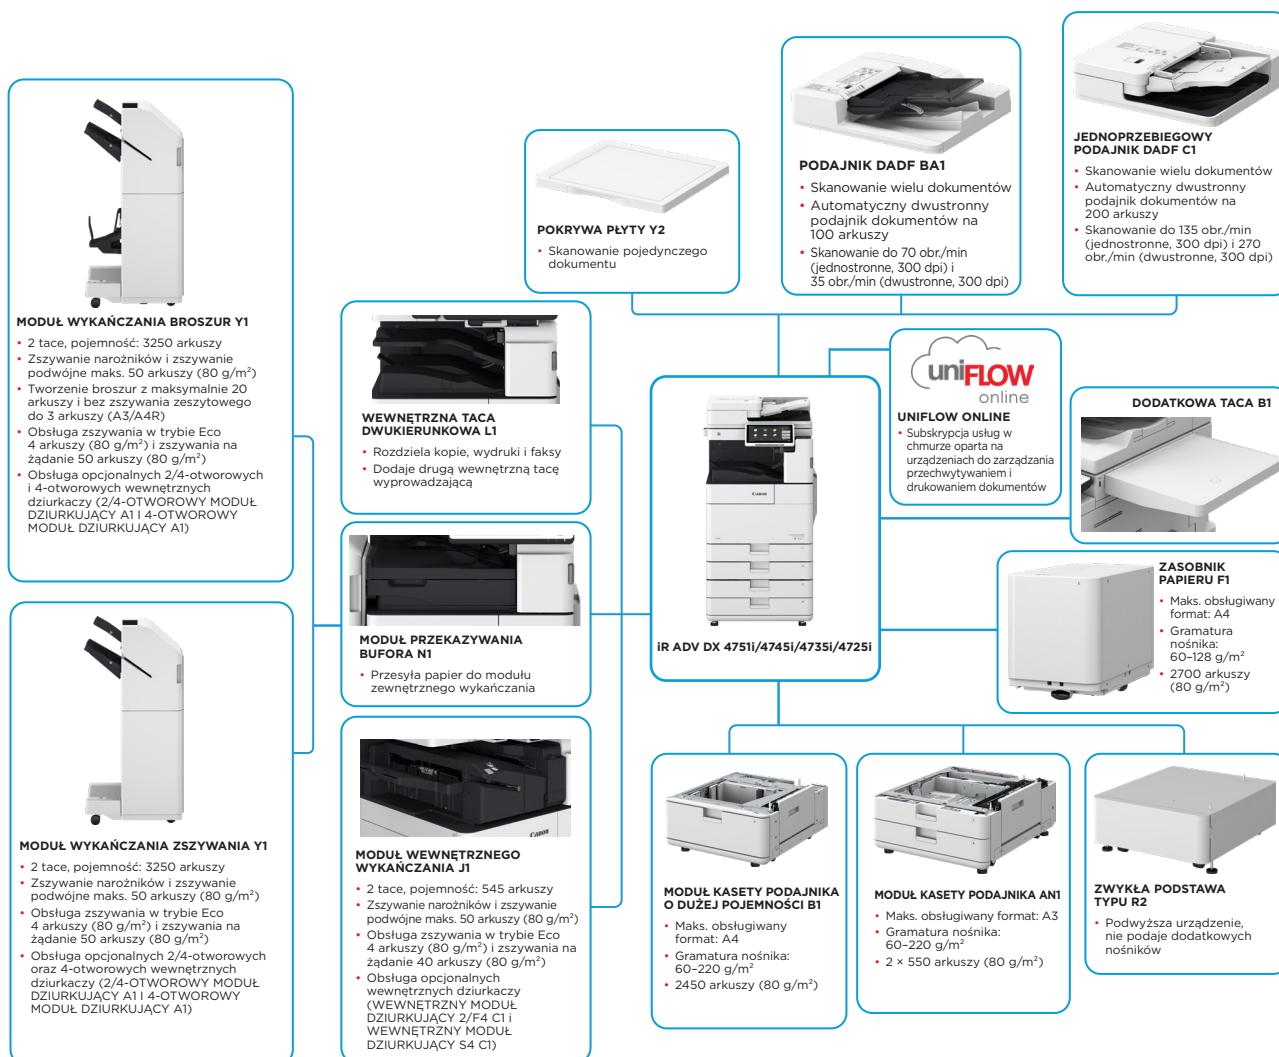 MODUŁ WYKAŃCZANIA BROSZUR Y1
• 2 tace, pojemność: 3250 arkuszy
• Zszywanie narożników i zszywanie
podwójne maks. 50 arkuszy (80 g/m²)
• Tworzenie broszur z maksymalnie 20
arkuszy i bez zszywania zeszytowego
do 3 arkuszy (A3/A4R)
• Obsługa zszywania w trybie Eco
4 arkuszy (80 g/m²) i zszywania na
żądanie 50 arkuszy (80 g/m²)
• Obsługa opcjonalnych 2/4-otworowych
i 4-otworowych wewnętrznych
dziurkaczy (2/4-OTWOROWY MODUŁ
DZIURKUJĄCY A1 I 4-OTWOROWY
MODUŁ DZIURKUJĄCY A1)
MODUŁ WYKAŃCZANIA ZSZYWANIA Y1
• 2 tace, pojemność: 3250 arkuszy
• Zszywanie narożników i zszywanie
podwójne maks. 50 arkuszy (80 g/m²)
• Obsługa zszywania w trybie Eco
4 arkuszy (80 g/m²) i zszywania na
żądanie 50 arkuszy (80 g/m²)
• Obsługa opcjonalnych 2/4-otworowych
oraz 4-otworowych wewnętrznych
dziurkaczy (2/4-OTWOROWY MODUŁ
DZIURKUJĄCY A1 I 4-OTWOROWY
MODUŁ DZIURKUJĄCY A1)
WEWNĘTRZNA TACA
DWUKIERUNKOWA L1
• Rozdziela kopie, wydruki i faksy
• Dodaje drugą wewnętrzną tacę
wyprowadzającą
MODUŁ PRZEKAZYWANIA
BUFORA N1
• Przesyła papier do modułu
zewnętrznego wykańczania
Canon
MODUŁ WEWNĘTRZNEGO
WYKAŃCZANIA J1
• 2 tace, pojemność: 545 arkuszy
• Zszywanie narożników i zszywanie
podwójne maks. 50 arkuszy (80 g/m²)
• Obsługa zszywania w trybie Eco
4 arkuszy (80 g/m²) i zszywania na
żądanie 40 arkuszy (80 g/m²)
• Obsługa opcjonalnych
wewnętrznych dziurkaczy
(WEWNĘTRZNY MODUŁ
DZIURKUJĄCY 2/F4 C1 i
WEWNĘTRZNY MODUŁ
DZIURKUJĄCY S4 C1)
POKRYWA PŁYTY Y2
• Skanowanie pojedynczego
dokumentu
PODAJNIK DADF BA1
• Skanowanie wielu dokumentów
• Automatyczny dwustronny
podajnik dokumentów na
100 arkuszy
• Skanowanie do 70 obr./min
(jednostronne, 300 dpi) i
35 obr./min (dwustronne, 300 dpi)
JEDNOPRZEBIEGOWY
PODAJNIK DADF C1
• Skanowanie wielu dokumentów
• Automatyczny dwustronny
podajnik dokumentów na
200 arkuszy
• Skanowanie do 135 obr./min
(jednostronne, 300 dpi) i 270
obr./min (dwustronne, 300 dpi)
Canon
iR ADV DX 4751i/4745i/4735i/4725i
uniFLOW
online
UNIFLOW ONLINE
• Subskrypcja usług w
chmurze oparta na
urządzeniach do zarządzania
przechwytywaniem i
drukowaniem dokumentów
DODATKOWA TACA B1
ZASOBNIK
PAPIERU F1
• Maks. obsługiwany
format: A4
• Gramatura
nośnika:
60–128 g/m²
• 2700 arkuszy
(80 g/m²)
MODUŁ KASETY PODAJNIKA
O DUŻEJ POJEMNOŚCI B1
• Maks. obsługiwany
format: A4
• Gramatura nośnika:
60–220 g/m²
• 2450 arkuszy (80 g/m²)
MODUŁ KASETY PODAJNIKA AN1
• Maks. obsługiwany format: A3
• Gramatura nośnika:
60–220 g/m²
• 2 × 550 arkuszy (80 g/m²)
ZWYKŁA PODSTAWA
TYPU R2
• Podwyższa urządzenie,
nie podaje dodatkowych
nośników